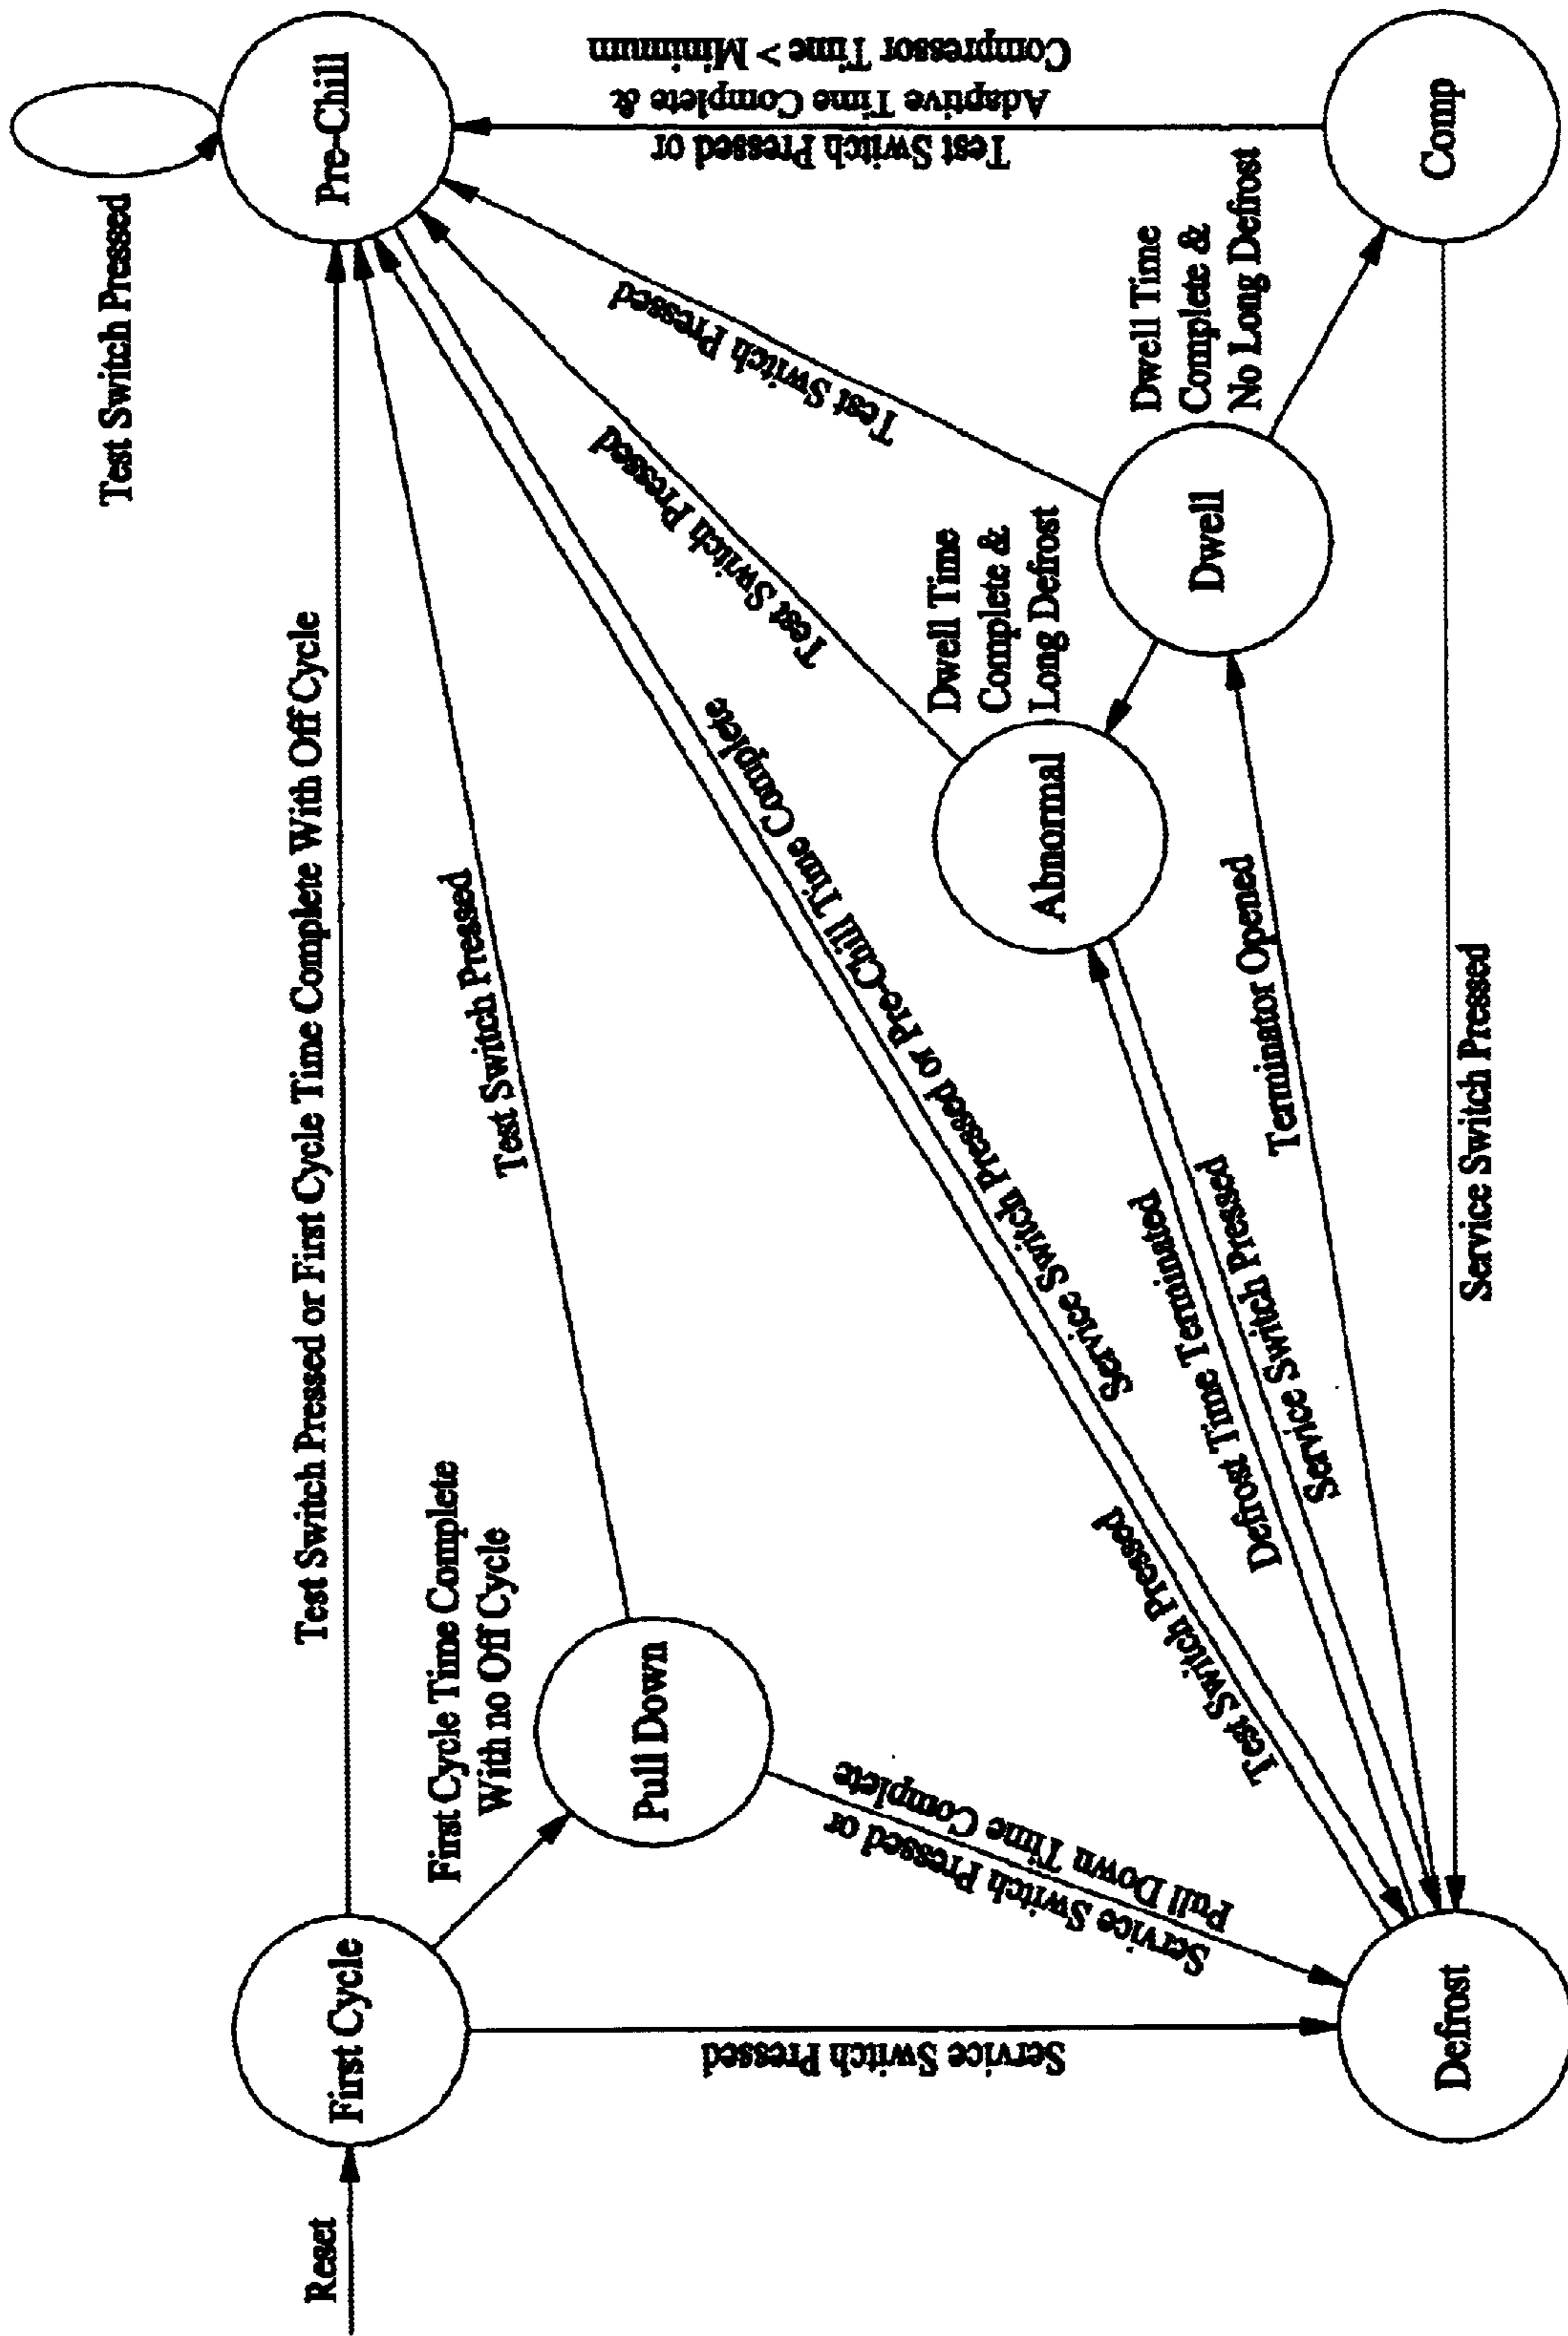 Reset
First Cycle
Test Switch Pressed or First Cycle Time Complete With Off Cycle
Pre-Chill
Test Switch Pressed
First Cycle Time Complete
With no Off Cycle
Pull Down
Test Switch Pressed
Service Switch Pressed
Service Switch Pressed or
Pull Down Time Complete
Test Switch Pressed
Service Switch Pressed or Pre-Chill Time Complete
Test Switch Pressed
Test Switch Pressed
Test Switch Pressed or
Adaptive Time Complete &
Compressor Time > Minimum
Abnormal
Dwell Time
Complete &
Long Defrost
Dwell
Dwell Time
Complete &
No Long Defrost
Comp
Defrost Time Terminated
Service Switch Pressed
Terminator Opened
Defrost
Service Switch Pressed